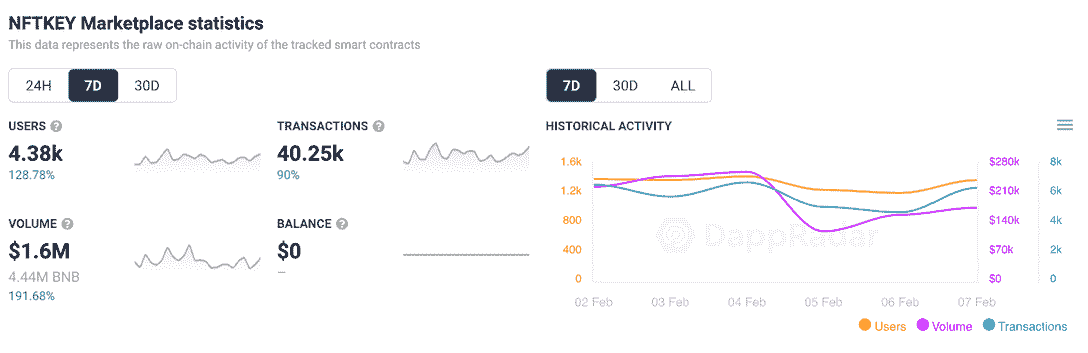 NFTKEY Marketplace statistics
This data represents the raw on-chain activity of the tracked smart contracts
24H 7D 30D
7D 30D ALL
USERS ?
4.38k
128.78%
TRANSACTIONS ?
40.25k
90%
VOLUME ?
$1.6M
4.44M BNB
191.68%
BALANCE ?
$0
–
HISTORICAL ACTIVITY
1.6k $280k 8k
1.2k $210k 6k
800 $140k 4k
400 $70k 2k
0 $0 0
DappRadar
02 Feb 03 Feb 04 Feb 05 Feb 06 Feb 07 Feb
Users Volume Transactions